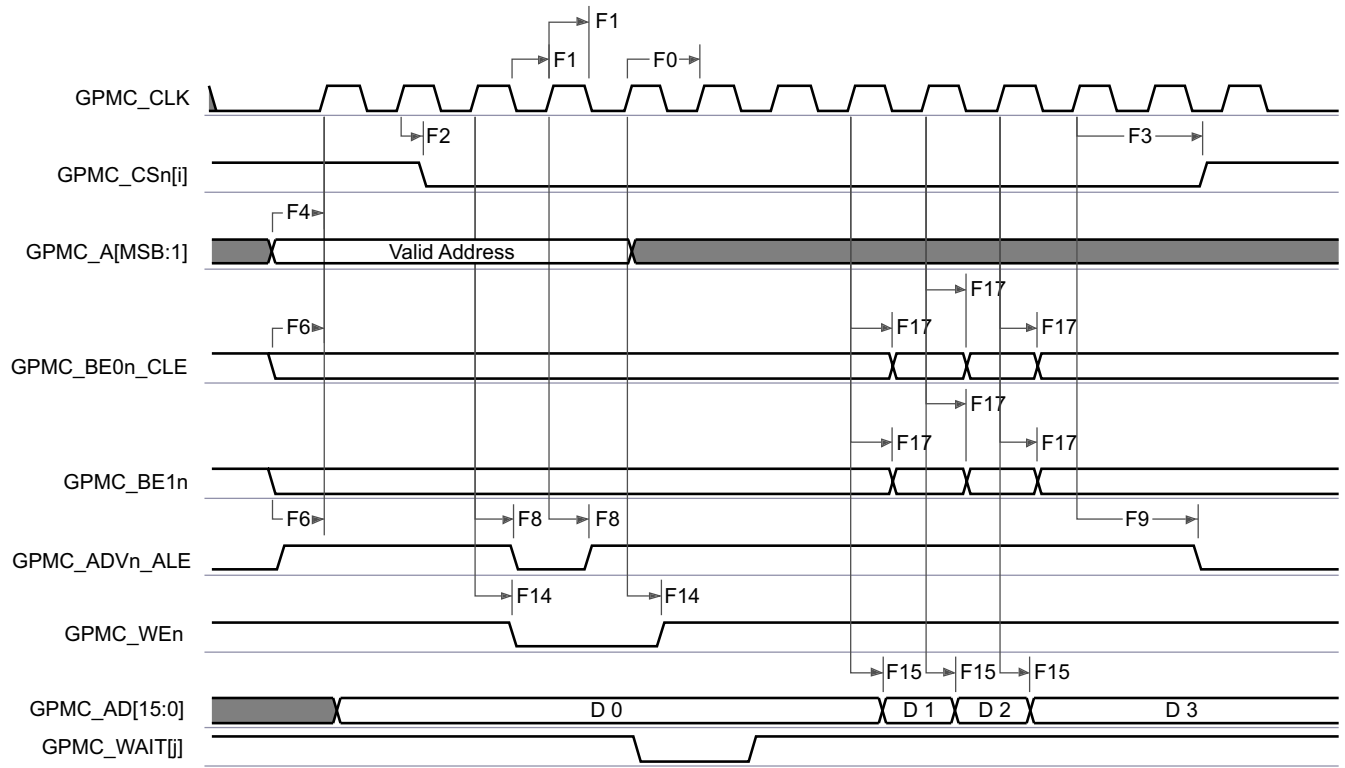 F1
F1 F0
GPMC_CLK
F2 F3
GPMC_CSn[i]
F4
GPMC_A[MSB:1] Valid Address
F17
F6 F17 F17
GPMC_BE0n_CLE
F17
F17 F17
GPMC_BE1n
F6 F8 F8 F9
GPMC_ADVn_ALE
F14 F14
GPMC_WEn
F15 F15 F15
GPMC_AD[15:0] D 0 D 1 D 2 D 3
GPMC_WAIT[j]